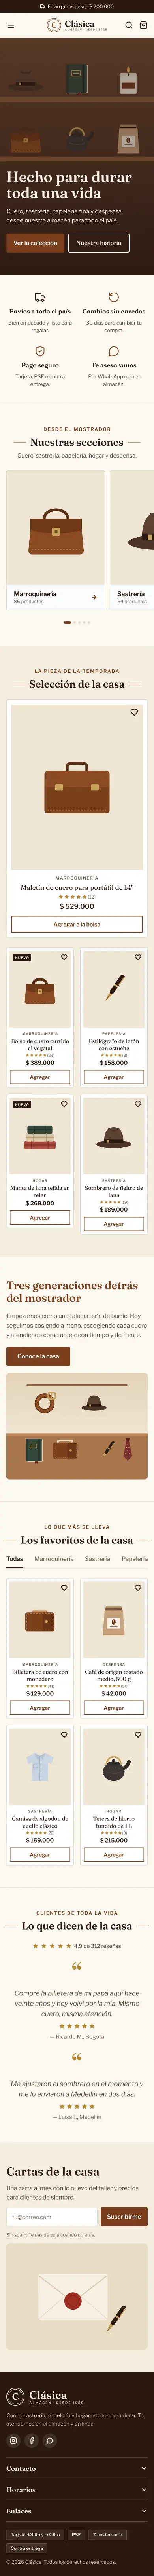 Envío gratis desde $ 200.000
C Clásica
ALMACÉN · DESDE 1986
Hecho para durar
toda una vida
Cuero, sastrería, papelería fina y despensa,
desde nuestro almacén para todo el país.
Ver la colección
Nuestra historia
Envíos a todo el país
Bien empacado y listo para
regalar.
Cambios sin enredos
30 días para cambiar tu
compra.
Pago seguro
Tarjeta, PSE o contra
entrega.
Te asesoramos
Por WhatsApp o en el
almacén.
DESDE EL MOSTRADOR
Nuestras secciones
Cuero, sastrería, papelería, hogar y despensa.
Marroquinería
86 productos
Sastrería
64 productos
LA PIEZA DE LA TEMPORADA
Selección de la casa
MARROQUINERÍA
Maletín de cuero para portátil de 14"
(12)
$ 529.000
Agregar a la bolsa
NUEVO
MARROQUINERÍA
Bolso de cuero curtido
al vegetal
$ 389.000
Agregar
PAPELERÍA
Estilógrafo de latón
con estuche
$ 158.000
Agregar
NUEVO
HOGAR
Manta de lana tejida en
telar
$ 268.000
Agregar
SASTRERÍA
Sombrero de fieltro de
lana
$ 189.000
Agregar
Tres generaciones detrás
del mostrador
Empezamos como una talabartería de barrio. Hoy
seguimos cosiendo a mano, escogiendo cada cuero
y atendiendo como antes: con tiempo y de frente.
Conoce la casa
LO QUE MÁS SE LLEVA
Los favoritos de la casa
Todas
Marroquinería
Sastrería
Papelería
MARROQUINERÍA
Billetera de cuero con
monedero
$ 129.000
Agregar
DESPENSA
Café de origen tostado
medio, 500 g
$ 42.000
Agregar
SASTRERÍA
Camisa de algodón de
cuello clásico
$ 159.000
Agregar
HOGAR
Tetera de hierro
fundido de 1 L
$ 215.000
Agregar
CLIENTES DE TODA LA VIDA
Lo que dicen de la casa
4,9 de 312 reseñas
Compré la billetera de mi papá aquí hace
veinte años y hoy volví por la mía. Mismo
cuero, misma atención.
— Ricardo M., Bogotá
Me ajustaron el sombrero en el momento y
me lo enviaron a Medellín en dos días.
— Luisa F., Medellín
Cartas de la casa
Una carta al mes con lo nuevo del taller y precios
para clientes de siempre.
tu@correo.com
Suscribirme
Sin spam. Te das de baja cuando quieras.
C Clásica
ALMACÉN · DESDE 1986
Cuero, sastrería, papelería y hogar hechos para durar. Te
atendemos en el almacén y en línea.
Contacto
Horarios
Enlaces
Tarjeta débito y crédito
PSE
Transferencia
Contra entrega
© 2026 Clásica. Todos los derechos reservados.